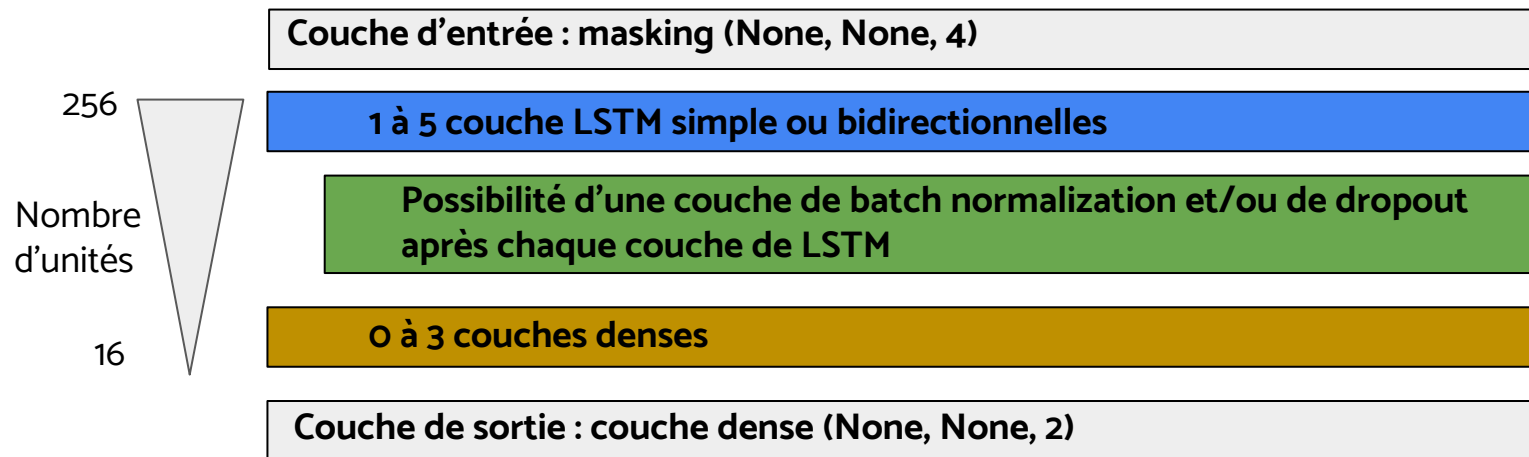 Couche d’entrée : masking (None, None, 4)
256
1 à 5 couche LSTM simple ou bidirectionnelles
Possibilité d’une couche de batch normalization et/ou de dropout
après chaque couche de LSTM
Nombre
d’unités
0 à 3 couches denses
16
Couche de sortie : couche dense (None, None, 2)